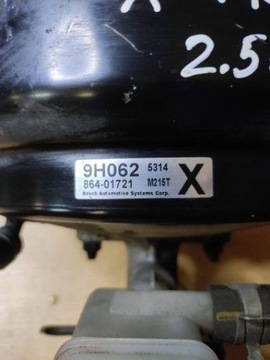 2.5
9H062 5314
864-01721 M215T X
Bosch Automotive Systems Corp.